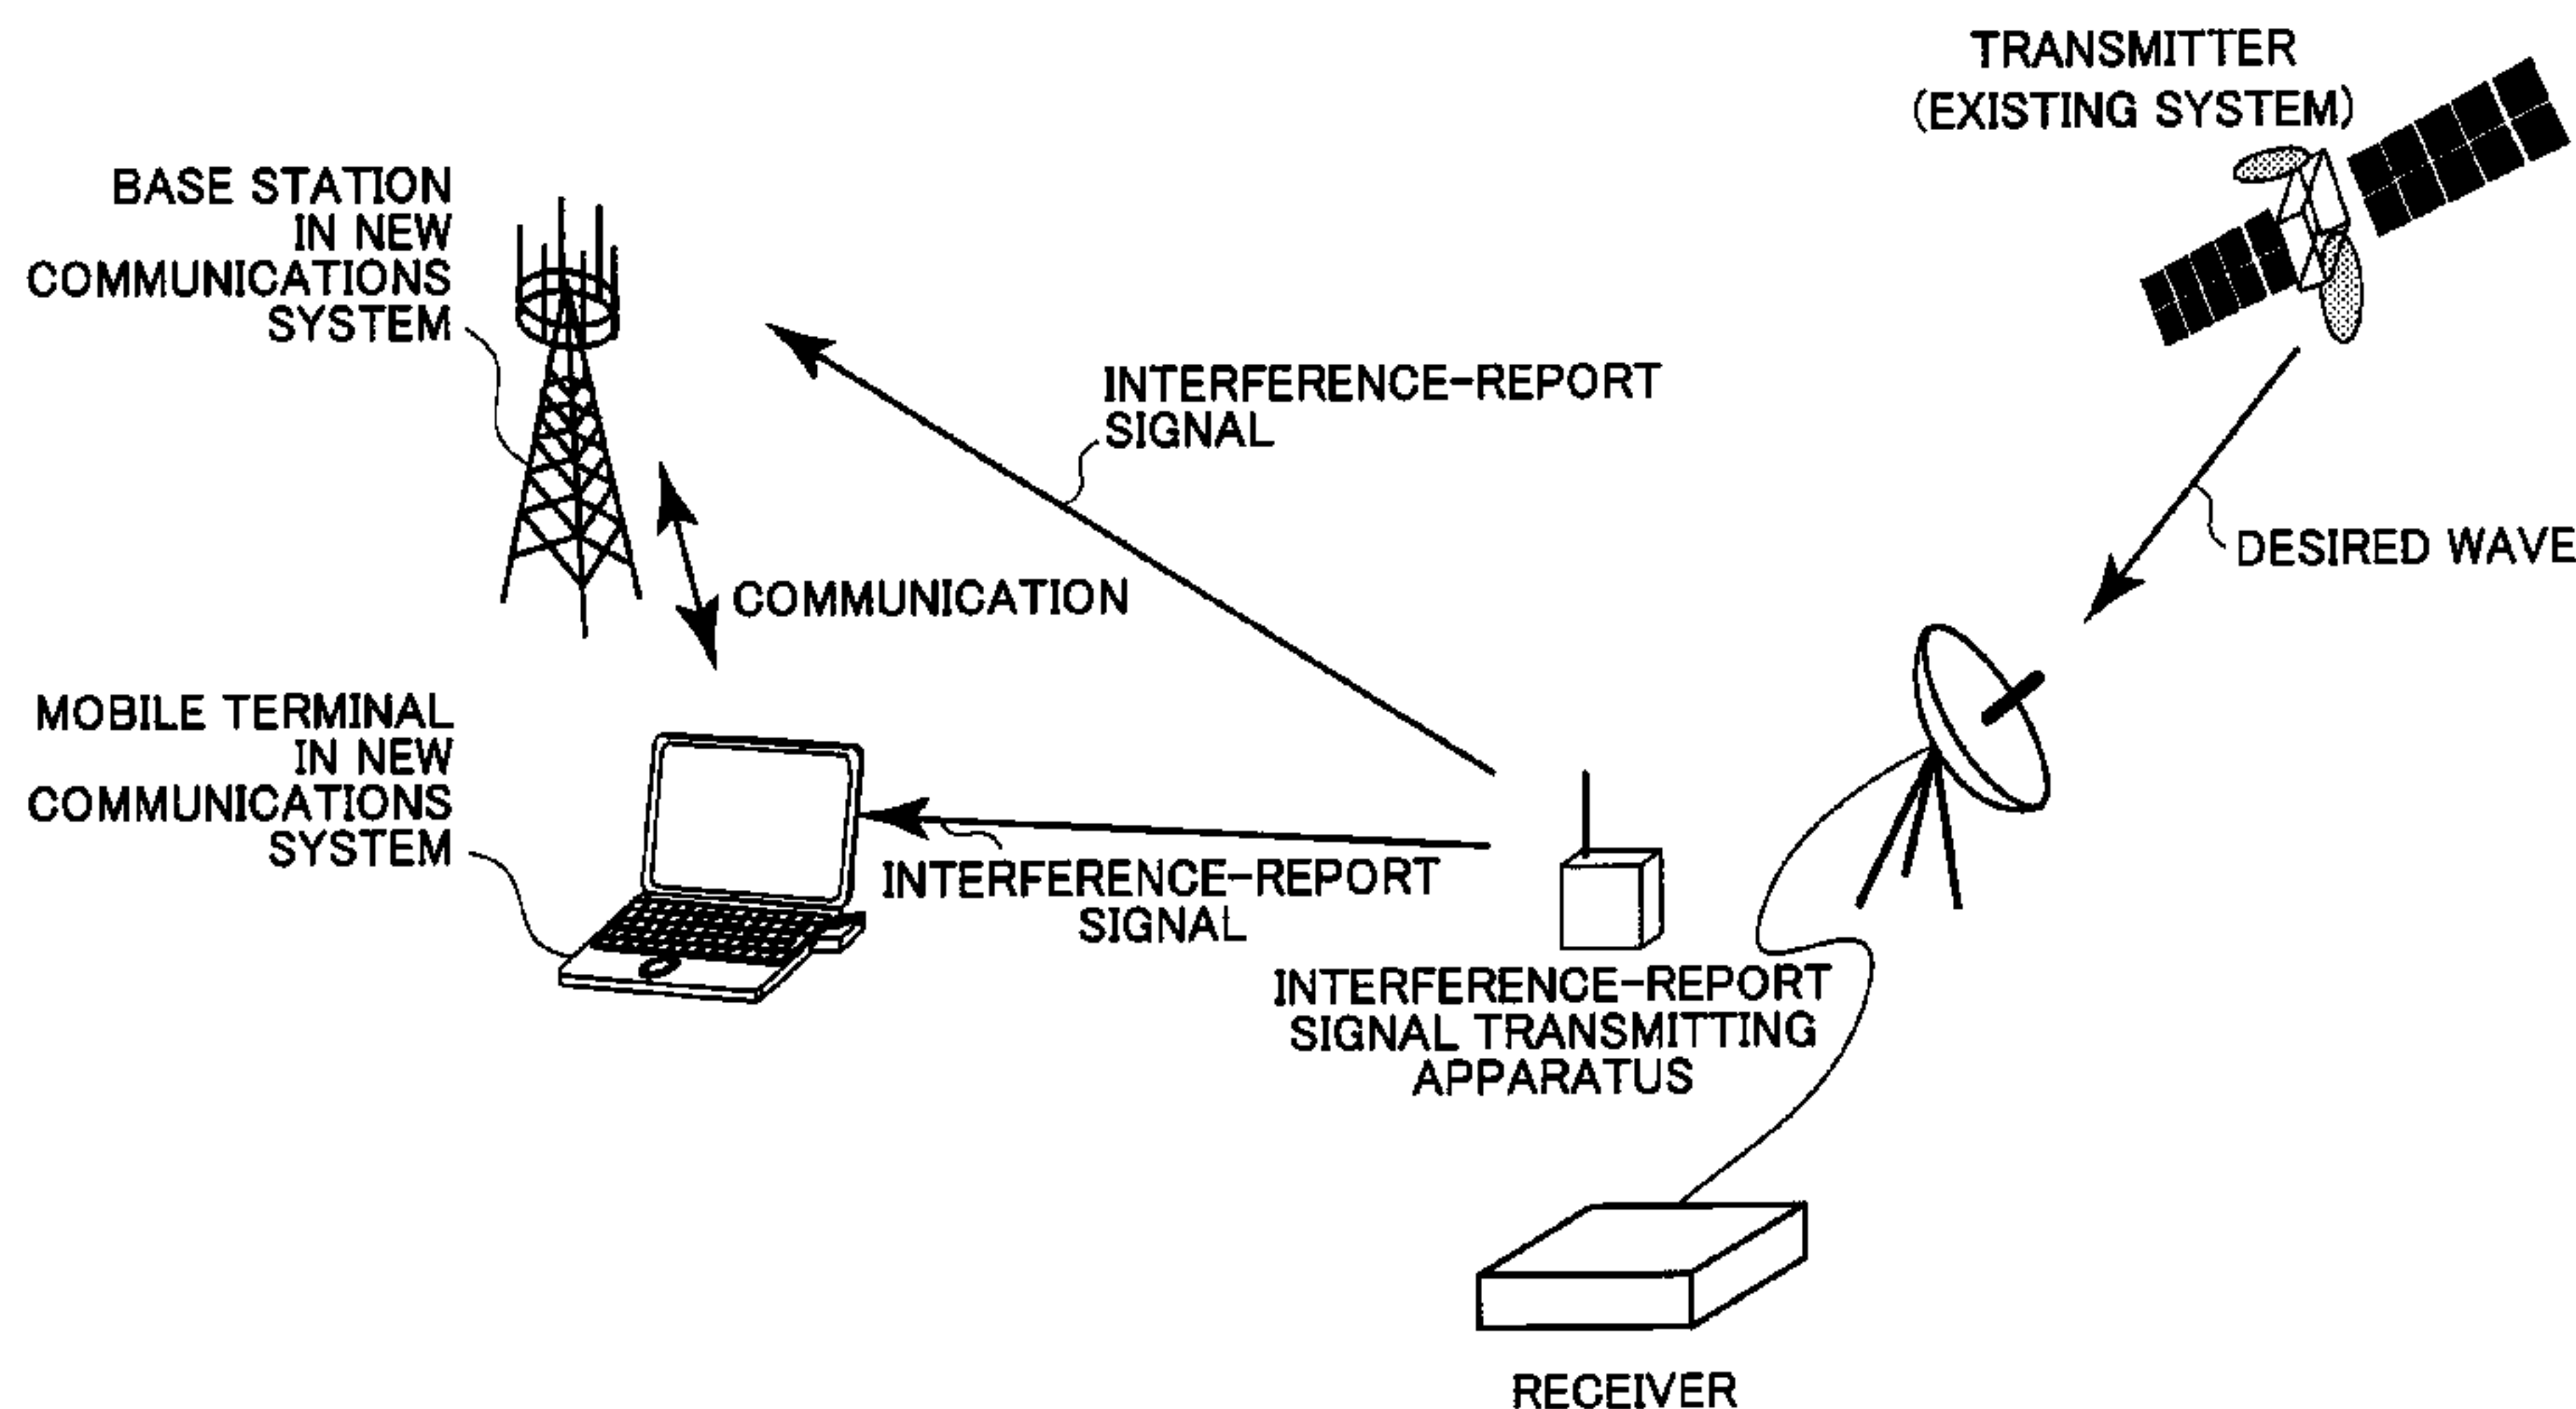 TRANSMITTER
(EXISTING SYSTEM)
BASE STATION
IN NEW
COMMUNICATIONS
SYSTEM
INTERFERENCE-REPORT
SIGNAL
DESIRED WAVE
COMMUNICATION
MOBILE TERMINAL
IN NEW
COMMUNICATIONS
SYSTEM
INTERFERENCE-REPORT
SIGNAL
INTERFERENCE-REPORT
SIGNAL TRANSMITTING
APPARATUS
RECEIVER